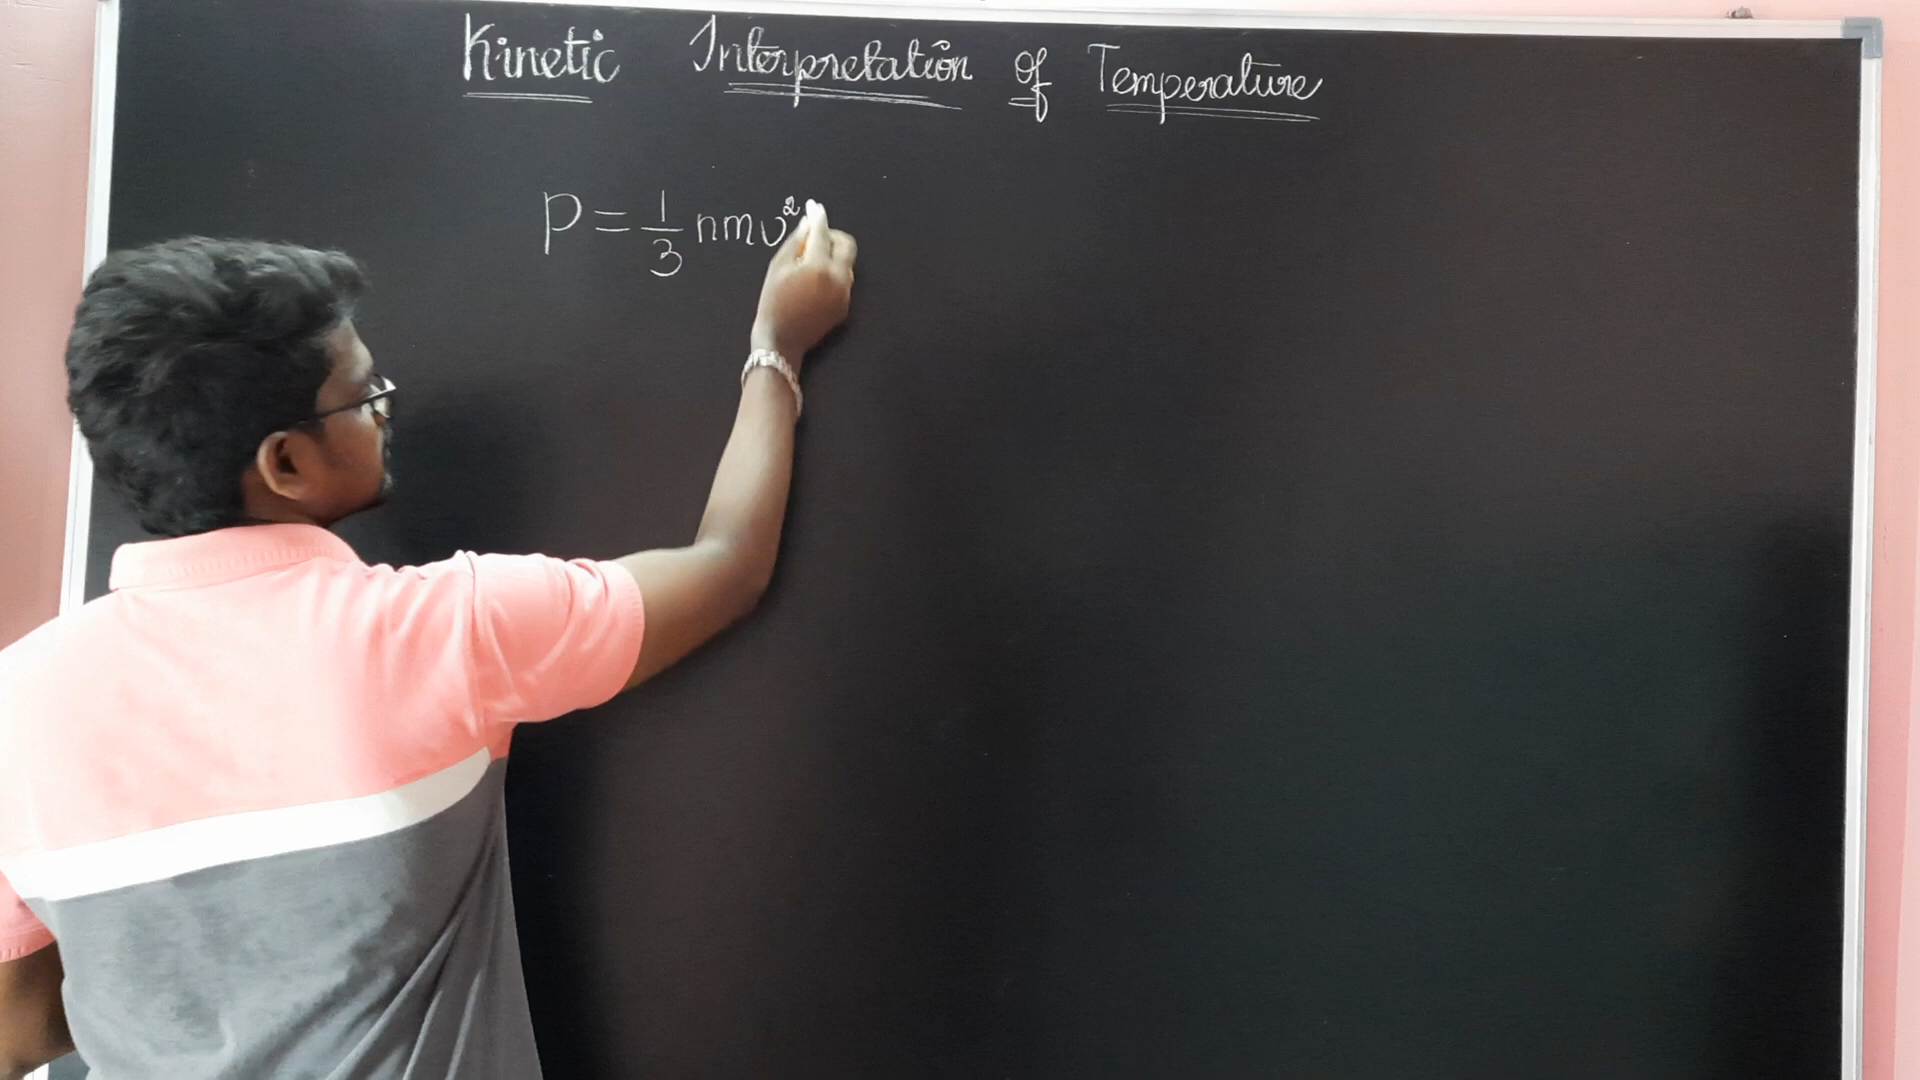 Kinetic Interpretation of Temperature
P = 1/3 nmv²